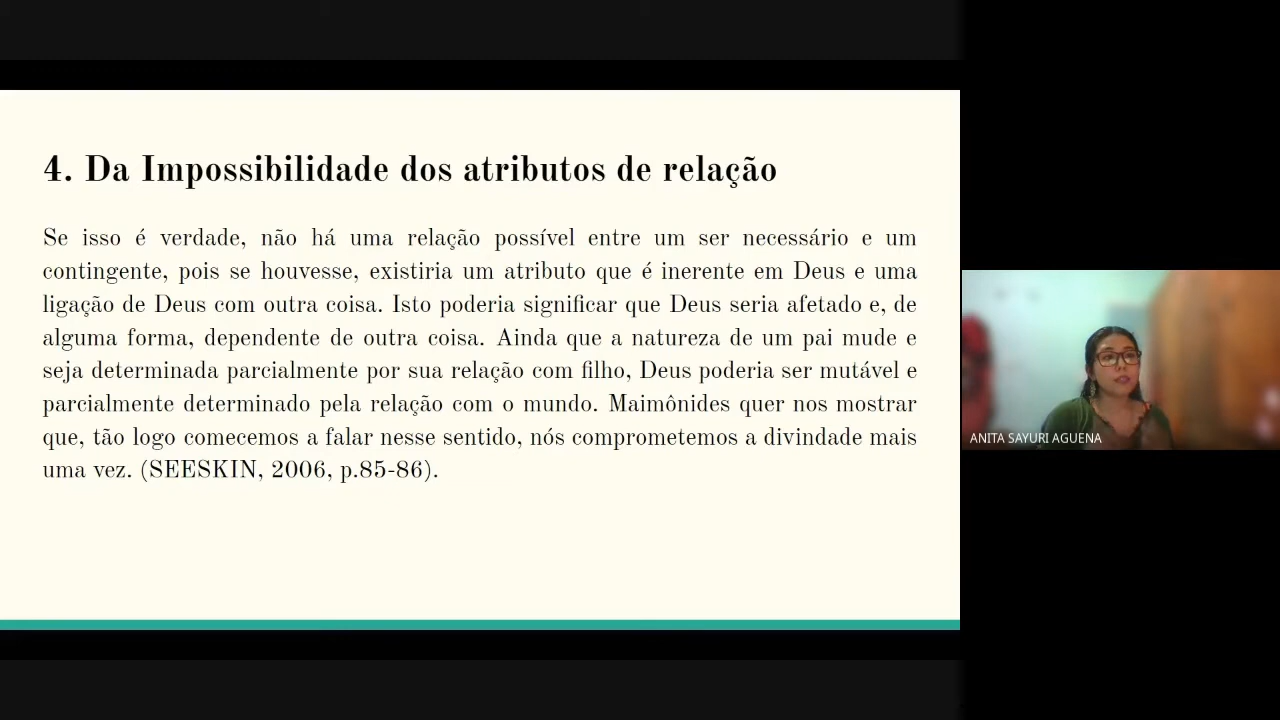 4. Da Impossibilidade dos atributos de relação
Se isso é verdade, não há uma relação possível entre um ser necessário e um
contingente, pois se houvesse, existiria um atributo que é inerente em Deus e uma
ligação de Deus com outra coisa. Isto poderia significar que Deus seria afetado e, de
alguma forma, dependente de outra coisa. Ainda que a natureza de um pai mude e
seja determinada parcialmente por sua relação com filho, Deus poderia ser mutável e
parcialmente determinado pela relação com o mundo. Maimônides quer nos mostrar
que, tão logo comecemos a falar nesse sentido, nós comprometemos a divindade mais
uma vez. (SEESKIN, 2006, p.85-86).
ANITA SAYURI AGUENA